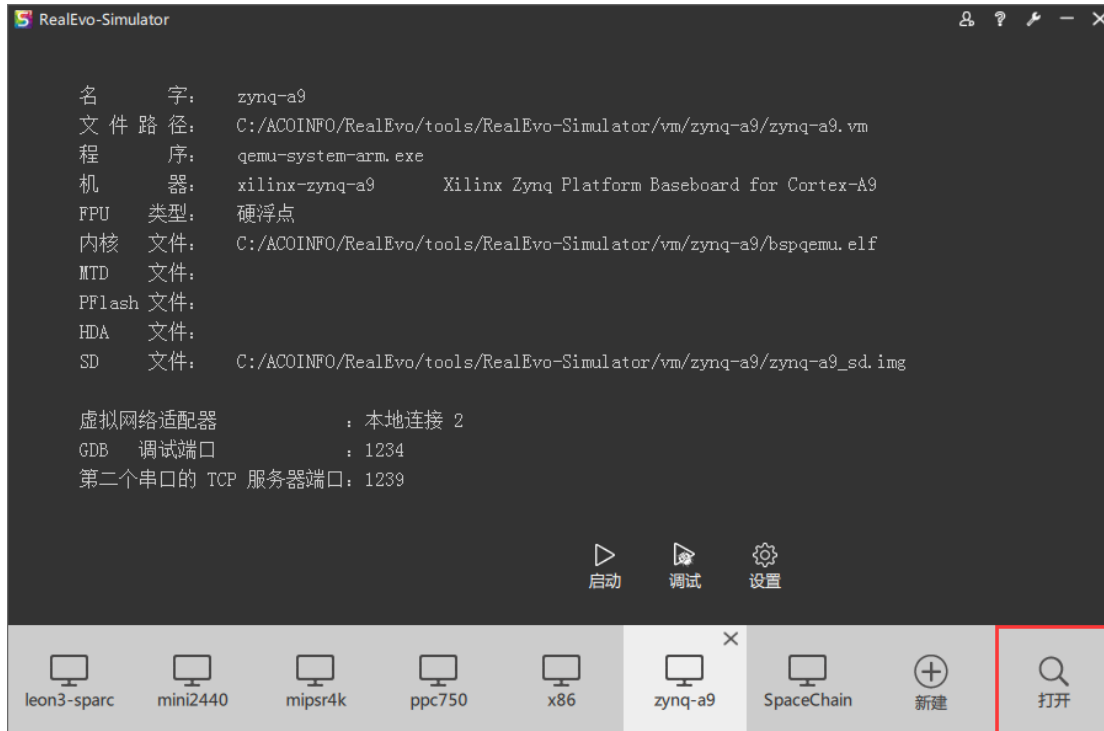 RealEvo-Simulator
名 字: zynq-a9
文 件 路 径: C:/ACOINFO/RealEvo/tools/RealEvo-Simulator/vm/zynq-a9/zynq-a9.vm
程 序: qemu-system-arm.exe
机 器: xilinx-zynq-a9 Xilinx Zynq Platform Baseboard for Cortex-A9
FPU 类型: 硬浮点
内核 文件: C:/ACOINFO/RealEvo/tools/RealEvo-Simulator/vm/zynq-a9/bspqemu.elf
MTD 文件:
PFlash 文件:
HDA 文件:
SD 文件: C:/ACOINFO/RealEvo/tools/RealEvo-Simulator/vm/zynq-a9/zynq-a9_sd.img
虚拟网络适配器 : 本地连接 2
GDB 调试端口 : 1234
第二个串口的 TCP 服务器端口: 1239
启动 调试 设置
leon3-sparc mini2440 mipsr4k ppc750 x86 zynq-a9 SpaceChain 新建 打开